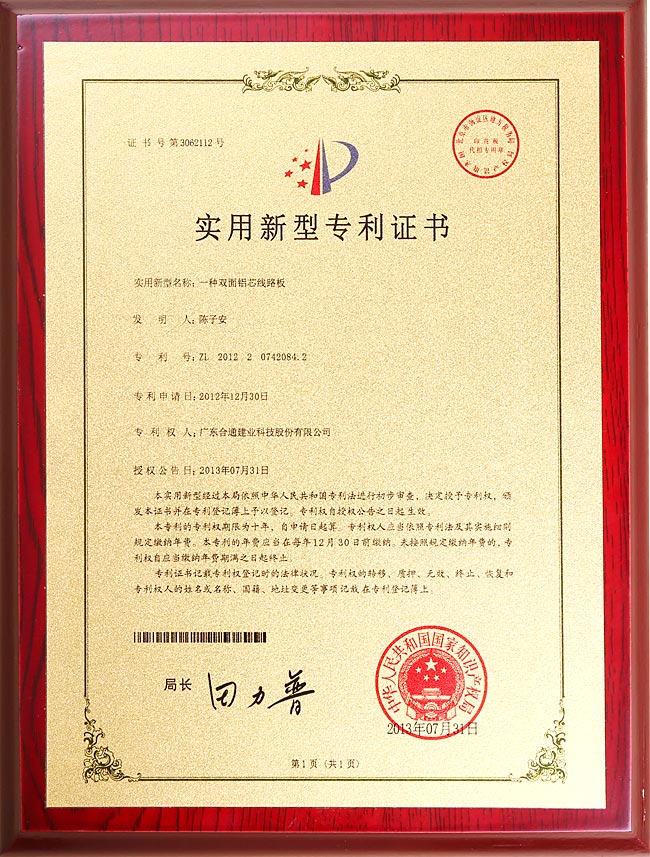 证书号第3062112号
印花税
代扣专用章
实用新型专利证书
实用新型名称：一种双面铝芯线路板
发明人：陈子安
专利号：ZL 2012 2 0742084.2
专利申请日：2012年12月30日
专利权人：广东合通建业科技股份有限公司
授权公告日：2013年07月31日
本实用新型经过本局依照中华人民共和国专利法进行初步审查，决定授予专利权，颁
发本证书并在专利登记簿上予以登记。专利权自授权公告之日起生效。
本专利的专利权期限为十年，自申请日起算。专利权人应当依照专利法及其实施细则
规定缴纳年费。本专利的年费应当在每年12月30日前缴纳。未按照规定缴纳年费的，专
利权自应当缴纳年费期满之日起终止。
专利证书记载专利权登记时的法律状况。专利权的转移、质押、无效、终止、恢复和
专利权人的姓名或名称、国籍、地址变更等事项记载在专利登记簿上。
局长
田力普
中华人民共和国国家知识产权局
2013年07月31日
第1页（共1页）